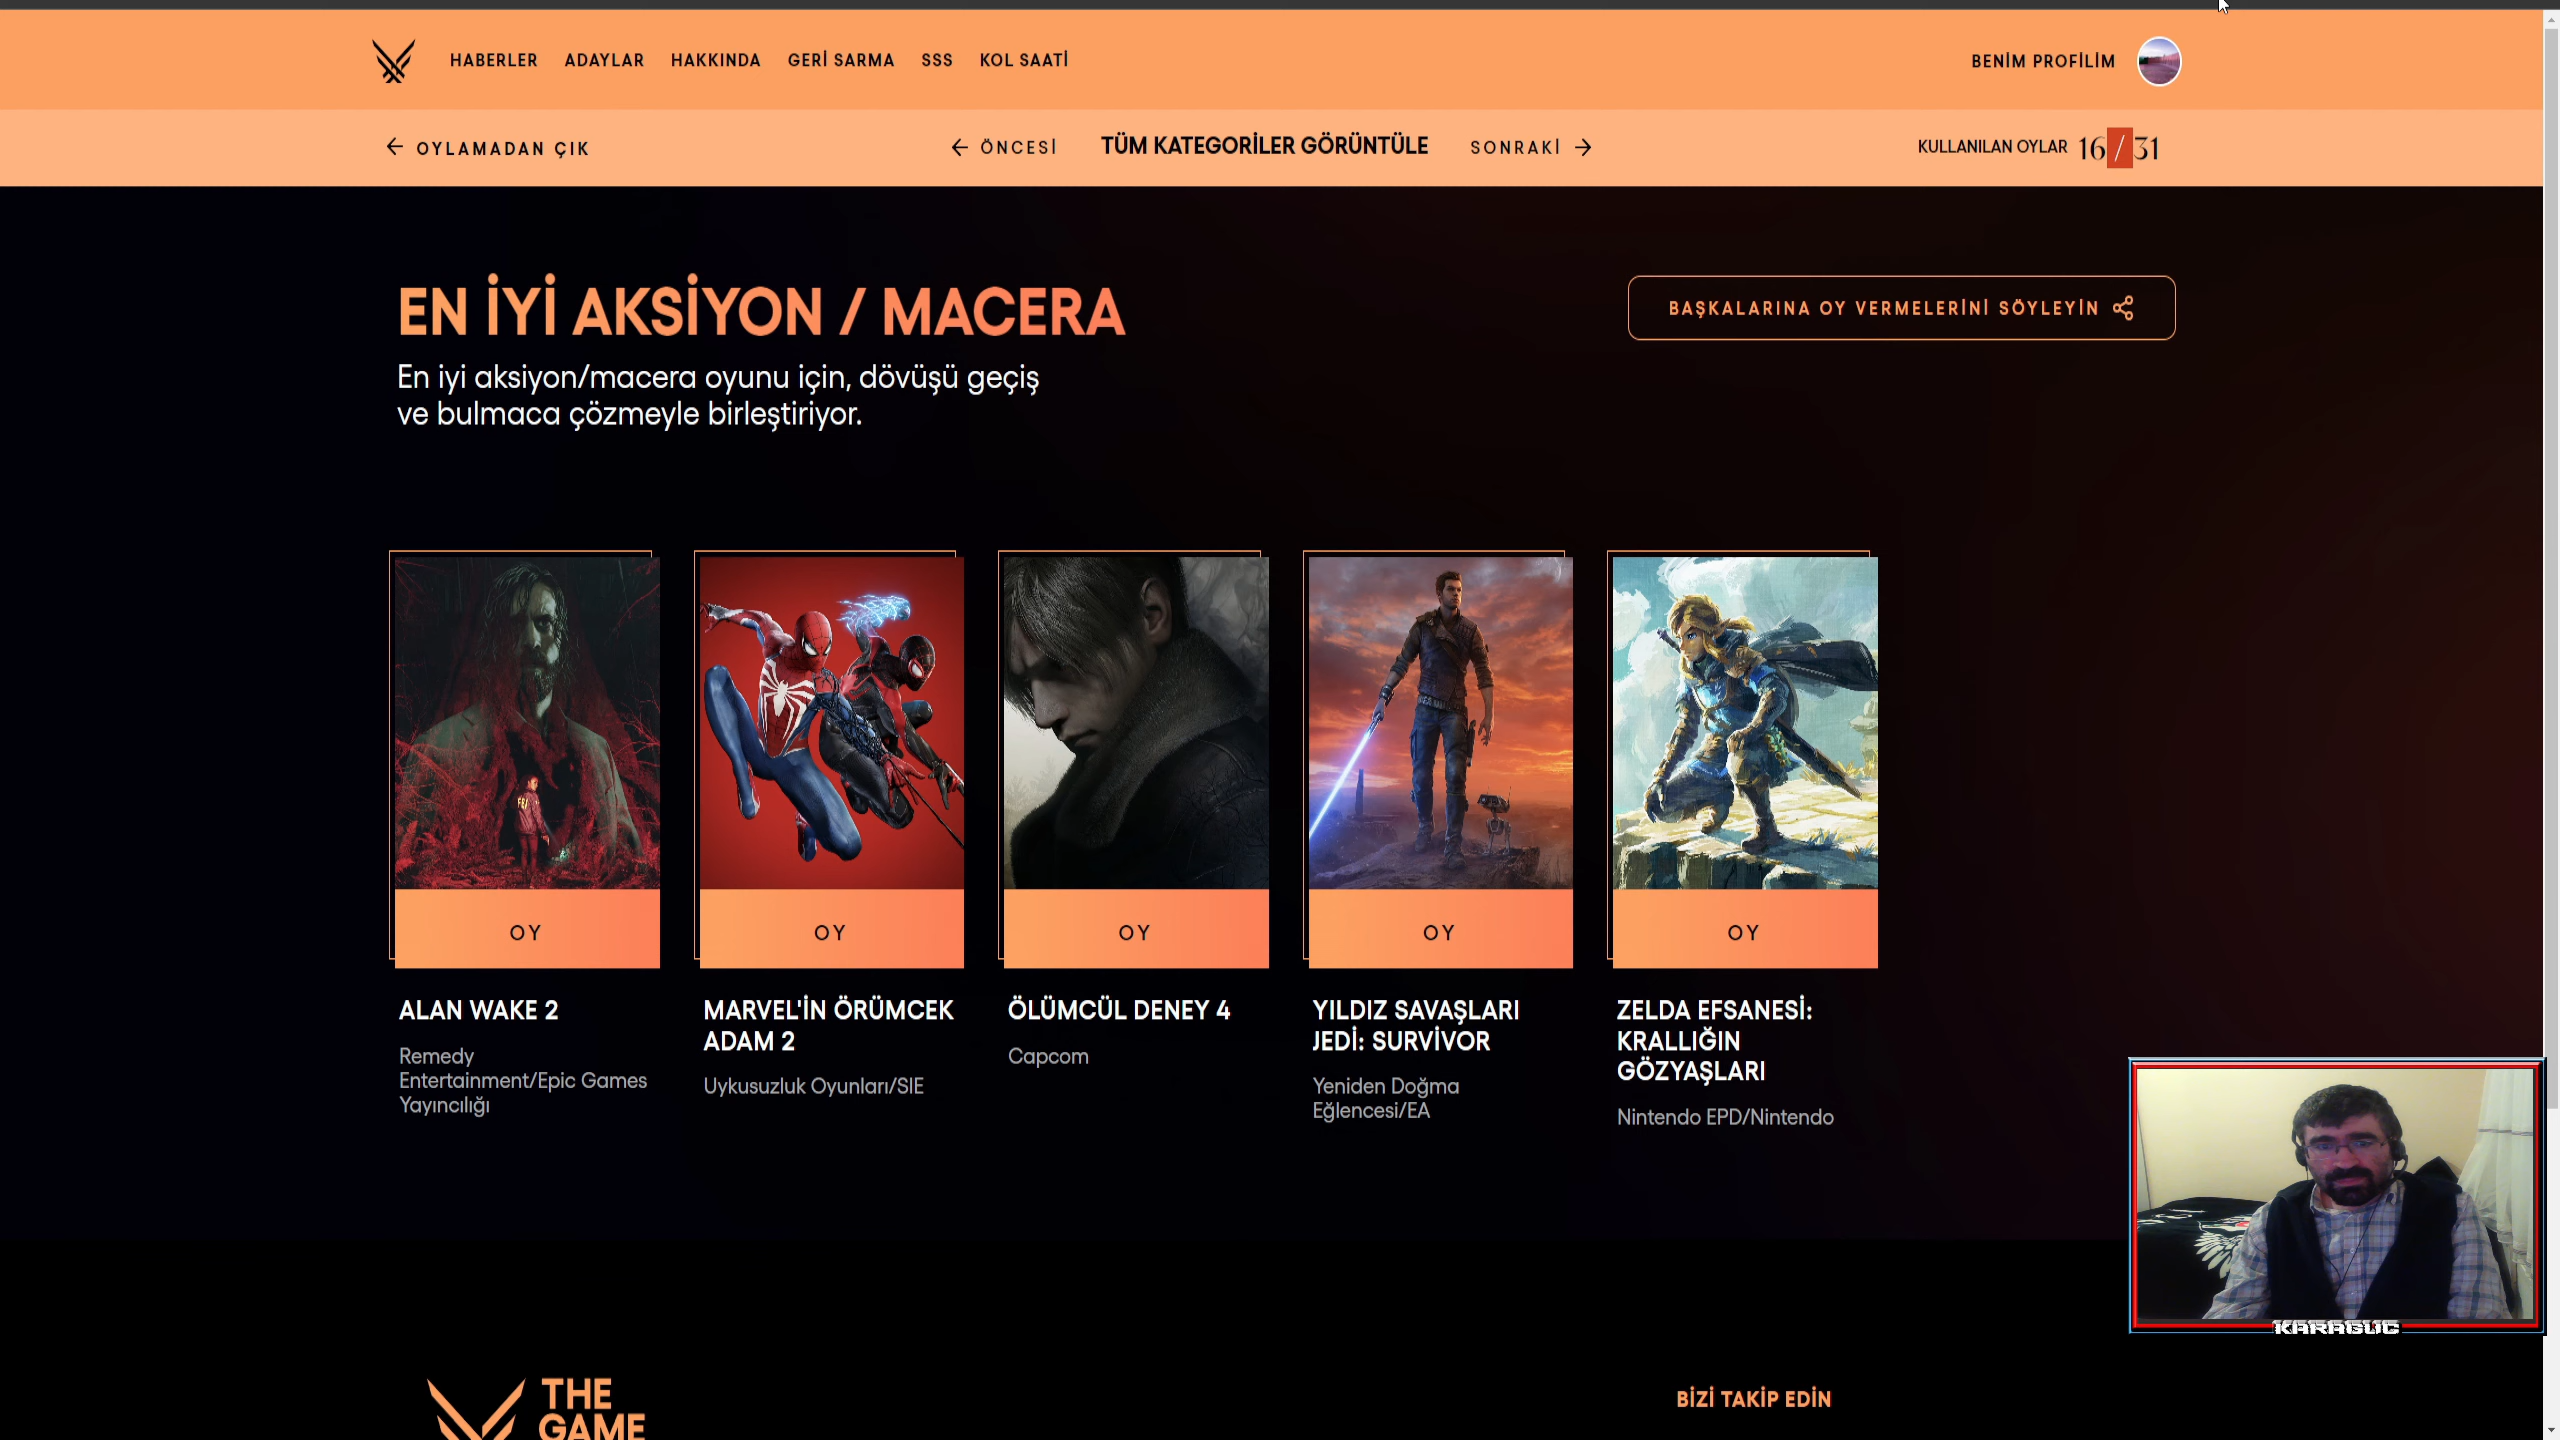 HABERLER ADAYLAR HAKKINDA GERİ SARMA SSS KOL SAATİ BENİM PROFİLİM
OYLAMADAN ÇIK ÖNCESİ TÜM KATEGORİLER GÖRÜNTÜLE SONRAKİ KULLANILAN OYLAR 16/31
EN İYİ AKSİYON / MACERA
BAŞKALARINA OY VERMELERİNİ SÖYLEYİN
En iyi aksiyon/macera oyunu için, dövüşü geçiş
ve bulmaca çözmeyle birleştiriyor.
FBI
OY OY OY OY OY
ALAN WAKE 2
Remedy
Entertainment/Epic Games
Yayıncılığı
MARVEL'İN ÖRÜMCEK
ADAM 2
Uykusuzluk Oyunları/SIE
ÖLÜMCÜL DENEY 4
Capcom
YILDIZ SAVAŞLARI
JEDİ: SURVİVOR
Yeniden Doğma
Eğlencesi/EA
ZELDA EFSANESİ:
KRALLIĞIN
GÖZYAŞLARI
Nintendo EPD/Nintendo
KARAGUC
THE
GAME
BİZİ TAKİP EDİN